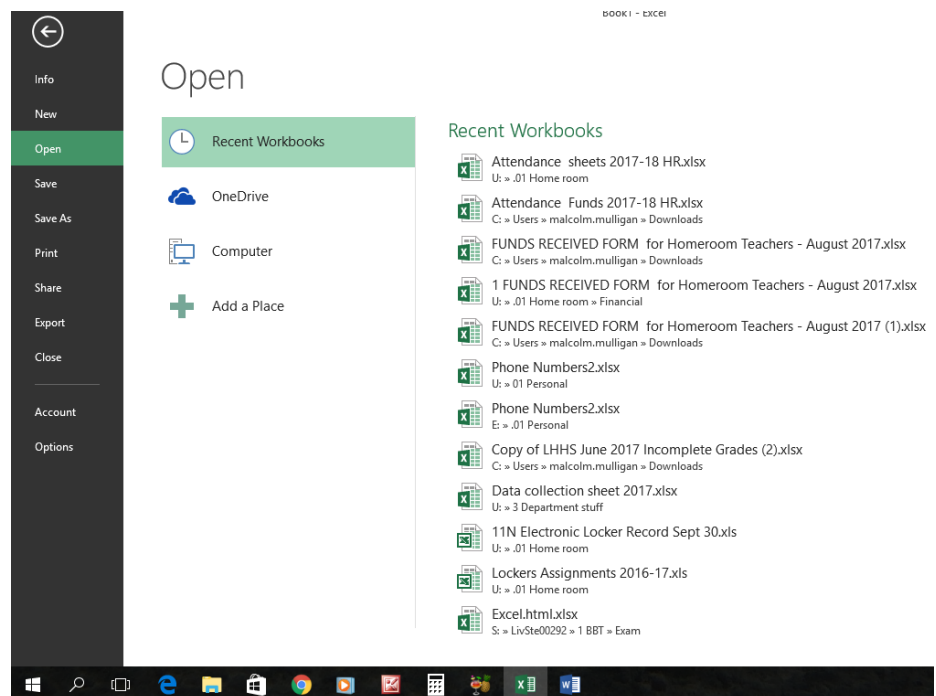 Book1 - Excel
Info
New
Open
Save
Save As
Print
Share
Export
Close
Account
Options
Open
Recent Workbooks
OneDrive
Computer
Add a Place
Recent Workbooks
Attendance  sheets 2017-18 HR.xlsx
U: » .01 Home room
Attendance  Funds 2017-18 HR.xlsx
C: » Users » malcolm.mulligan » Downloads
FUNDS RECEIVED FORM  for Homeroom Teachers - August 2017.xlsx
C: » Users » malcolm.mulligan » Downloads
1 FUNDS RECEIVED FORM  for Homeroom Teachers - August 2017.xlsx
U: » .01 Home room » Financial
FUNDS RECEIVED FORM  for Homeroom Teachers - August 2017 (1).xlsx
C: » Users » malcolm.mulligan » Downloads
Phone Numbers2.xlsx
U: » 01 Personal
Phone Numbers2.xlsx
E: » .01 Personal
Copy of LHHS June 2017 Incomplete Grades (2).xlsx
C: » Users » malcolm.mulligan » Downloads
Data collection sheet 2017.xlsx
U: » 3 Department stuff
11N Electronic Locker Record Sept 30.xls
U: » .01 Home room
Lockers Assignments 2016-17.xls
U: » .01 Home room
Excel.html.xlsx
S: » LivSte00292 » 1 BBT » Exam